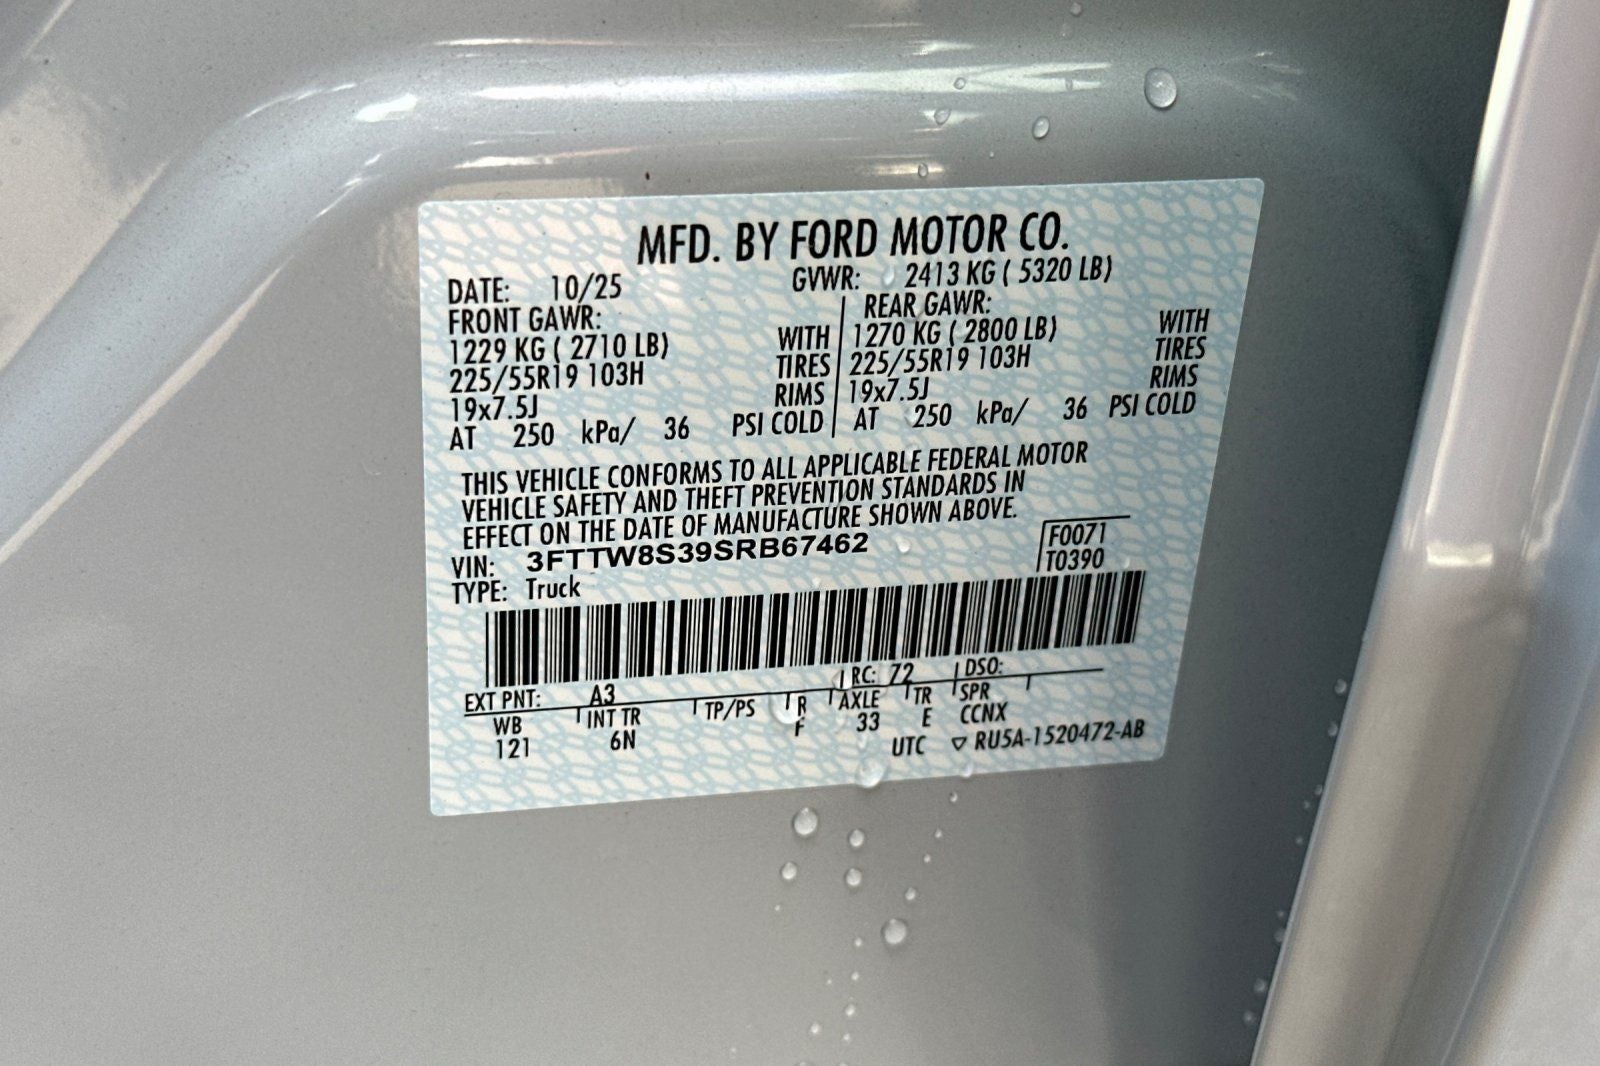 MFD. BY FORD MOTOR CO.
DATE: 10/25 GVWR: 2413 KG ( 5320 LB)
FRONT GAWR: REAR GAWR:
1229 KG ( 2710 LB) WITH 1270 KG ( 2800 LB) WITH
225/55R19 103H TIRES 225/55R19 103H TIRES
19x7.5J RIMS 19x7.5J RIMS
AT 250 kPa/ 36 PSI COLD AT 250 kPa/ 36 PSI COLD
THIS VEHICLE CONFORMS TO ALL APPLICABLE FEDERAL MOTOR
VEHICLE SAFETY AND THEFT PREVENTION STANDARDS IN
EFFECT ON THE DATE OF MANUFACTURE SHOWN ABOVE.
VIN: 3FTTW8S39SRB67462 F0071
TYPE: Truck T0390
EXT PNT: A3 RC: 72 DSO:
WB INT TR TP/PS R AXLE TR SPR
121 6N F 33 E CCNX
UTC ▽ RU5A-1520472-AB